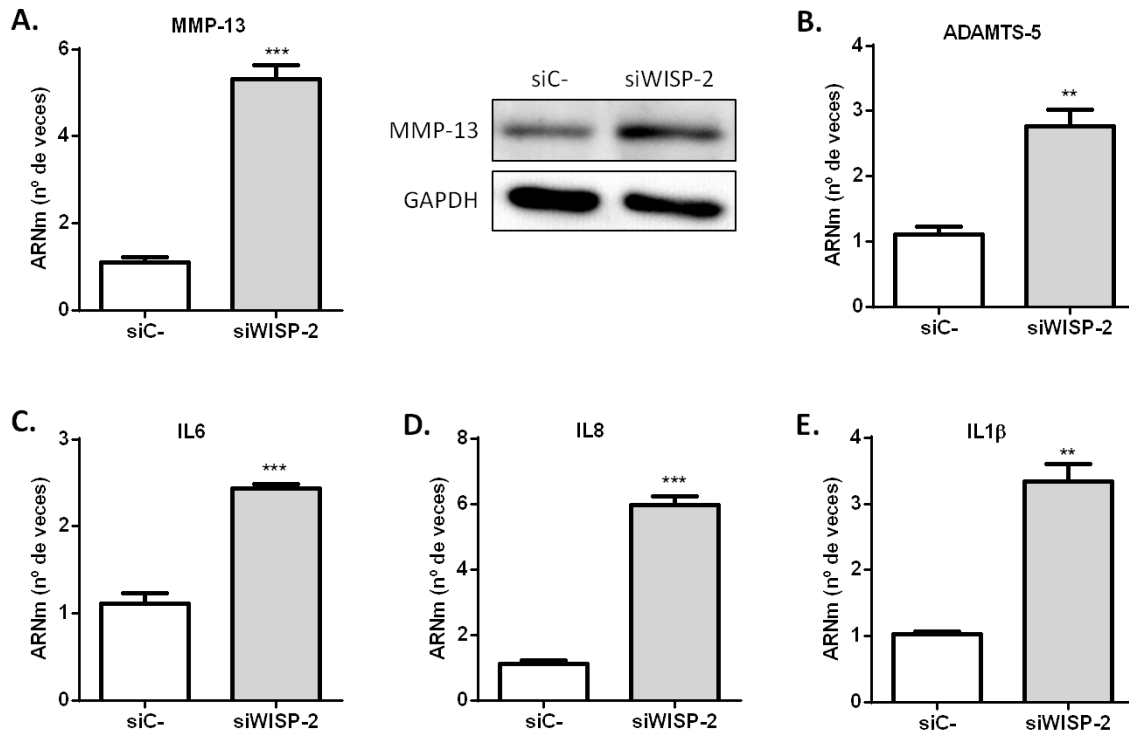 A.
MMP-13
ARNm (nº de veces)
6
4
2
0
***
siC-
siWISP-2
siC-
siWISP-2
MMP-13
GAPDH
B.
ADAMTS-5
ARNm (nº de veces)
4
3
2
1
0
**
siC-
siWISP-2
C.
IL6
ARNm (nº de veces)
3
2
1
0
***
siC-
siWISP-2
D.
IL8
ARNm (nº de veces)
8
6
4
2
0
***
siC-
siWISP-2
E.
IL1β
ARNm (nº de veces)
4
3
2
1
0
**
siC-
siWISP-2